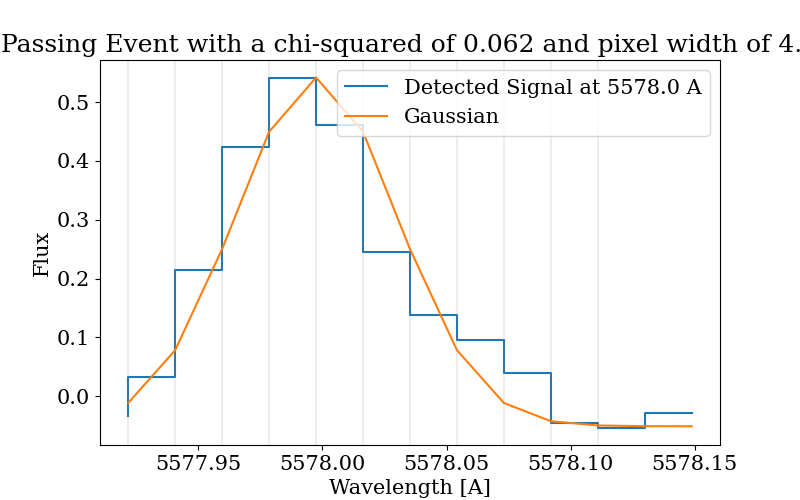 Passing Event with a chi-squared of 0.062 and pixel width of 4.
Detected Signal at 5578.0 A
Gaussian
0.5
0.4
0.3
0.2
0.1
0.0
Flux
5577.95 5578.00 5578.05 5578.10 5578.15
Wavelength [A]